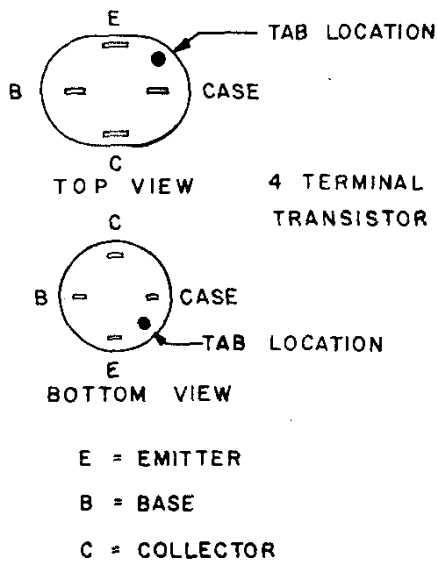 E
TAB LOCATION
B
CASE
C
TOP VIEW
4 TERMINAL
TRANSISTOR
C
B
CASE
TAB LOCATION
E
BOTTOM VIEW
E = EMITTER
B = BASE
C = COLLECTOR